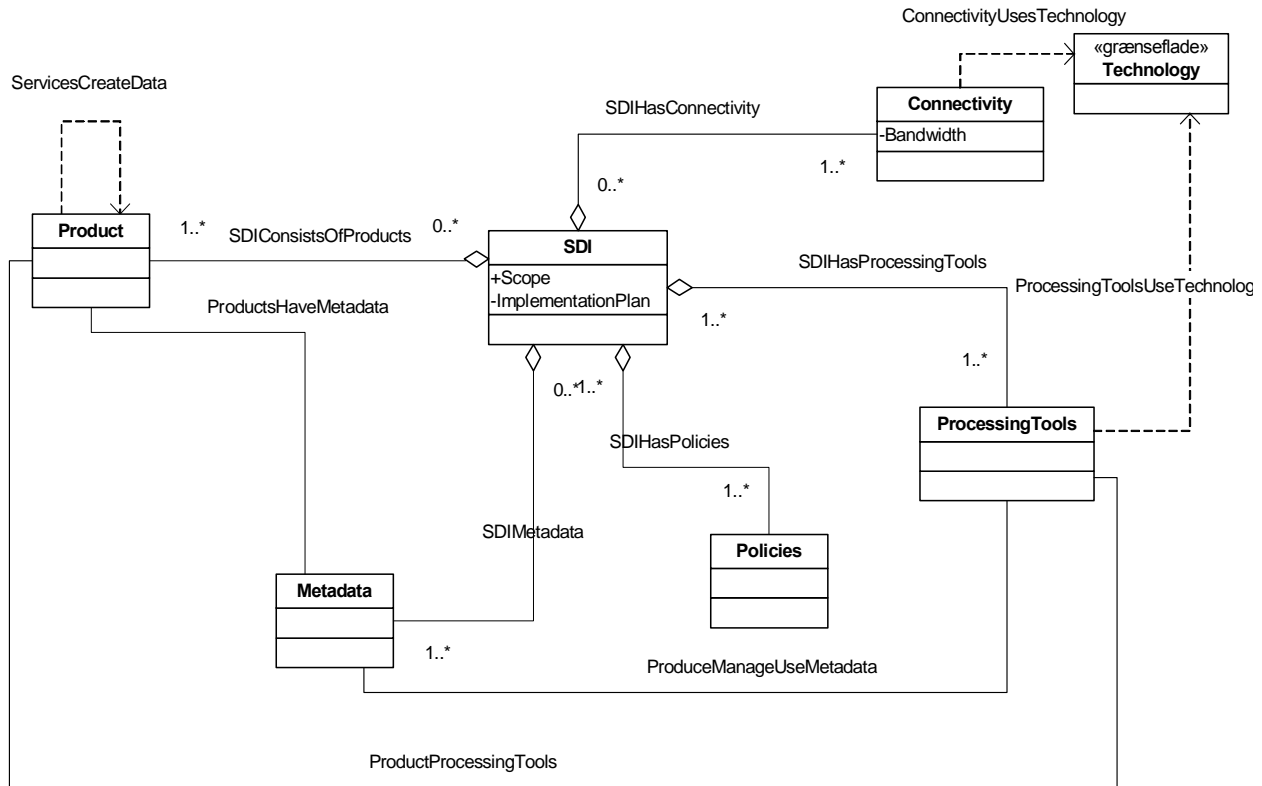 ConnectivityUsesTechnology
«grænseflade»
Technology
ServicesCreateData
SDIHasConnectivity
Connectivity
-Bandwidth
1..*
0..*
Product
1..*
SDIConsistsOfProducts
0..*
SDI
+Scope
-ImplementationPlan
SDIHasProcessingTools
ProcessingToolsUseTechnolog
ProductsHaveMetadata
1..*
1..*
0..*
1..*
ProcessingTools
SDIHasPolicies
1..*
SDIMetadata
Policies
Metadata
1..*
ProduceManageUseMetadata
ProductProcessingTools